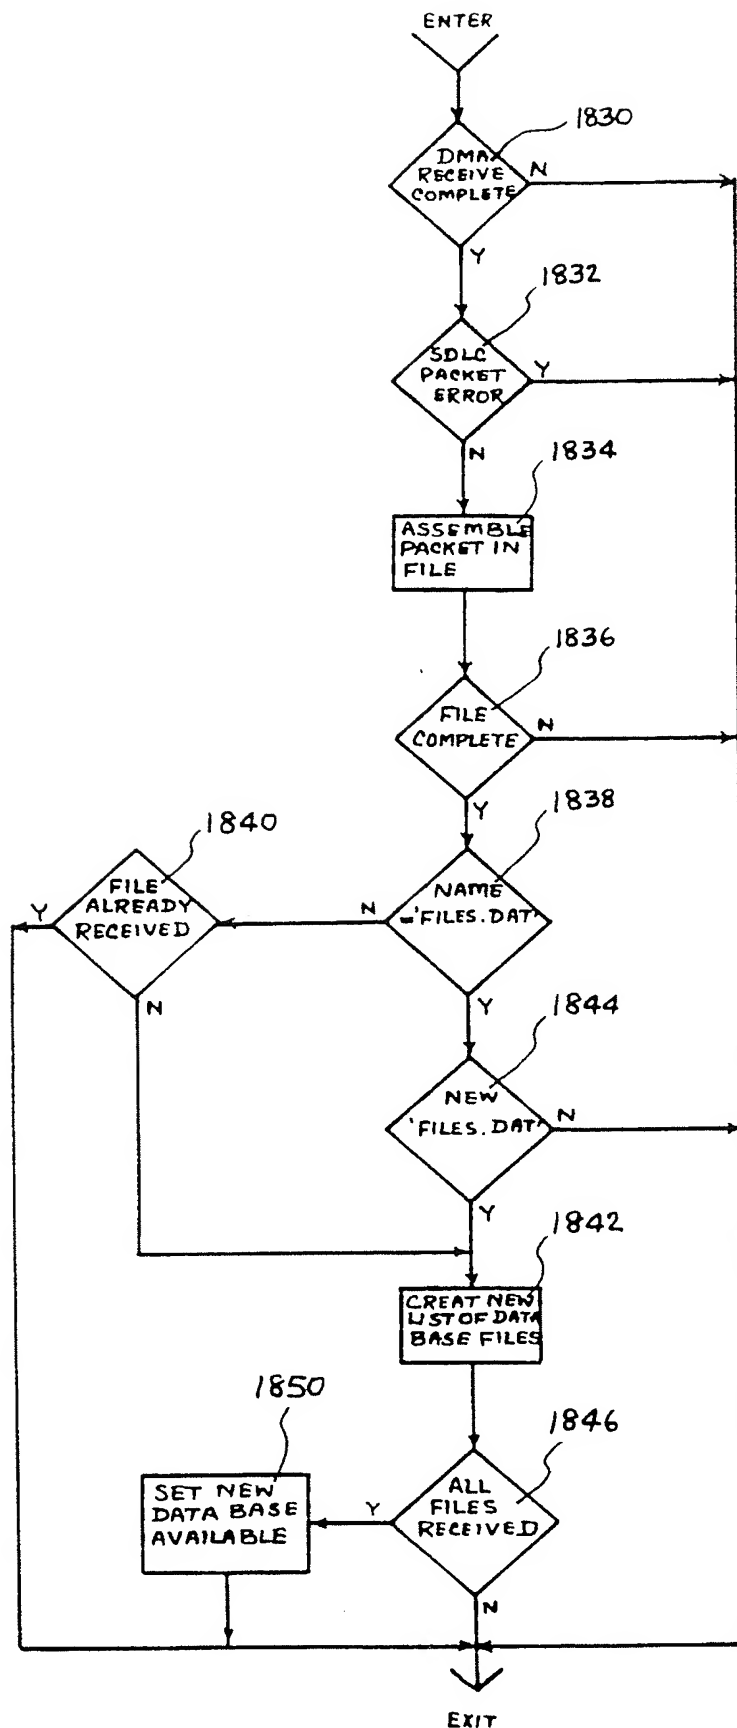 ENTER
1830
DMA
RECEIVE
COMPLETE
N
Y
1832
SDLC
PACKET
ERROR
Y
N
1834
ASSEMBLE
PACKET IN
FILE
1836
FILE
COMPLETE
N
Y
1838
NAME
='FILES.DAT'
N
Y
1840
FILE
ALREADY
RECEIVED
Y
N
1844
NEW
'FILES.DAT'
N
Y
1842
CREAT NEW
LIST OF DATA
BASE FILES
1846
ALL
FILES
RECEIVED
Y
N
1850
SET NEW
DATA BASE
AVAILABLE
EXIT